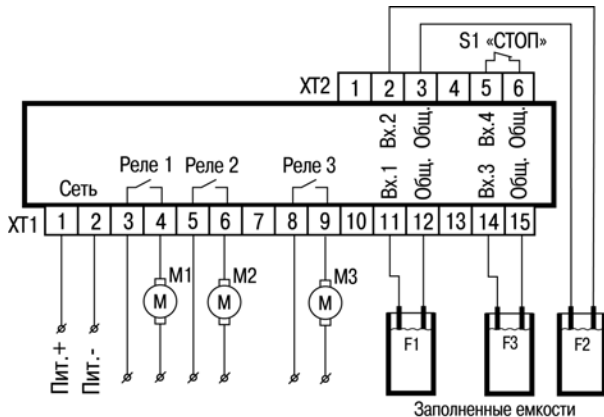 S1 «СТОП»
XT2 1 2 3 4 5 6
Вх.2 Общ. Вх.4 Общ.
Реле 1 Реле 2 Реле 3
Вх.1 Общ. Вх.3 Общ.
Сеть
XT1 1 2 3 4 5 6 7 8 9 10 11 12 13 14 15
M1 M2 M3
M M M
Пит.+ Пит.-
F1 F3 F2
Заполненные емкости